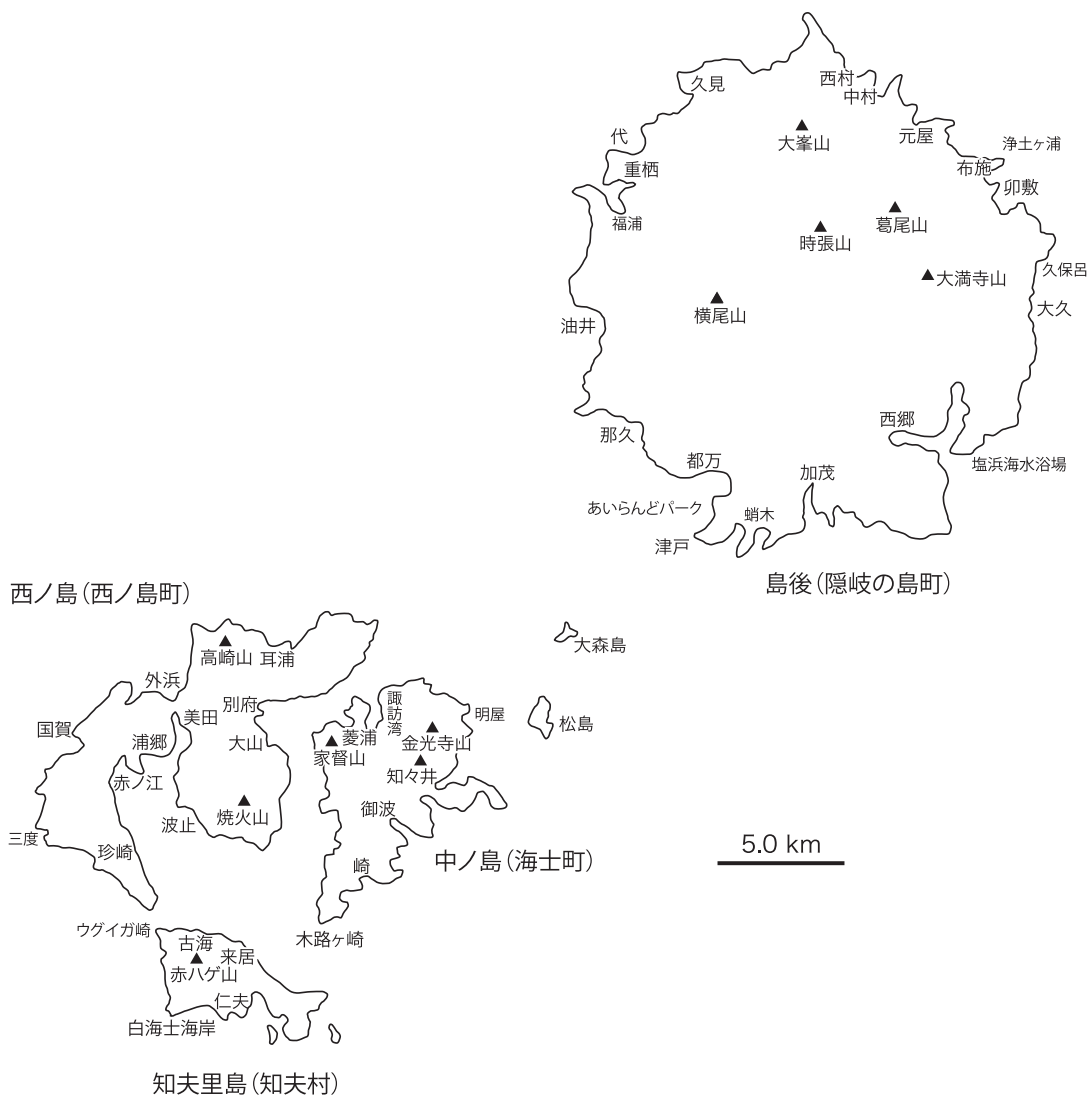 久見
西村
中村
大峯山
元屋
浄土ヶ浦
代
重栖
布施
卯敷
福浦
葛尾山
時張山
大満寺山
久保呂
大久
横尾山
油井
西郷
那久
都万
加茂
塩浜海水浴場
あいらんどパーク
蛸木
津戸
島後(隠岐の島町)
西ノ島(西ノ島町)
高崎山
耳浦
大森島
外浜
別府
美田
諏訪湾
明屋
松島
国賀
浦郷
大山
菱浦
金光寺山
家督山
知々井
赤ノ江
焼火山
御波
波止
三度
珍崎
崎
中ノ島(海士町)
5.0 km
ウグイガ崎
木路ヶ崎
古海
来居
赤ハゲ山
仁夫
白海士海岸
知夫里島(知夫村)